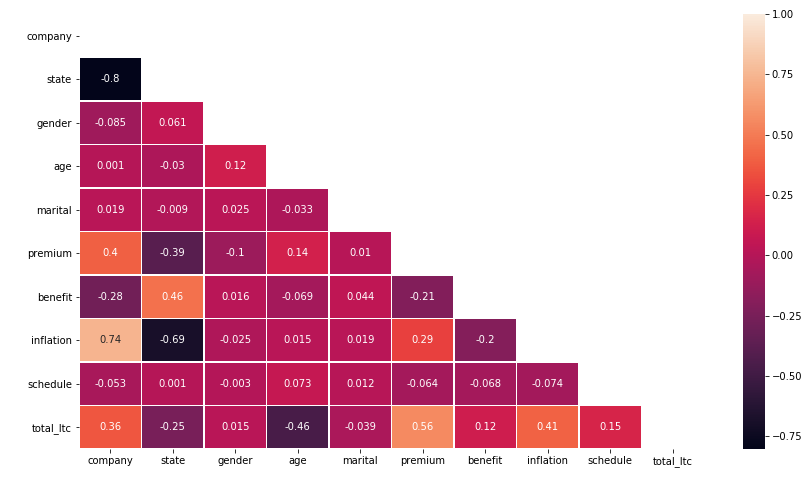 company
state -0.8
gender -0.085 0.061
age 0.001 -0.03 0.12
marital 0.019 -0.009 0.025 -0.033
premium 0.4 -0.39 -0.1 0.14 0.01
benefit -0.28 0.46 0.016 -0.069 0.044 -0.21
inflation 0.74 -0.69 -0.025 0.015 0.019 0.29 -0.2
schedule -0.053 0.001 -0.003 0.073 0.012 -0.064 -0.068 -0.074
total_ltc 0.36 -0.25 0.015 -0.46 -0.039 0.56 0.12 0.41 0.15
company state gender age marital premium benefit inflation schedule total_ltc
1.00
0.75
0.50
0.25
0.00
-0.25
-0.50
-0.75